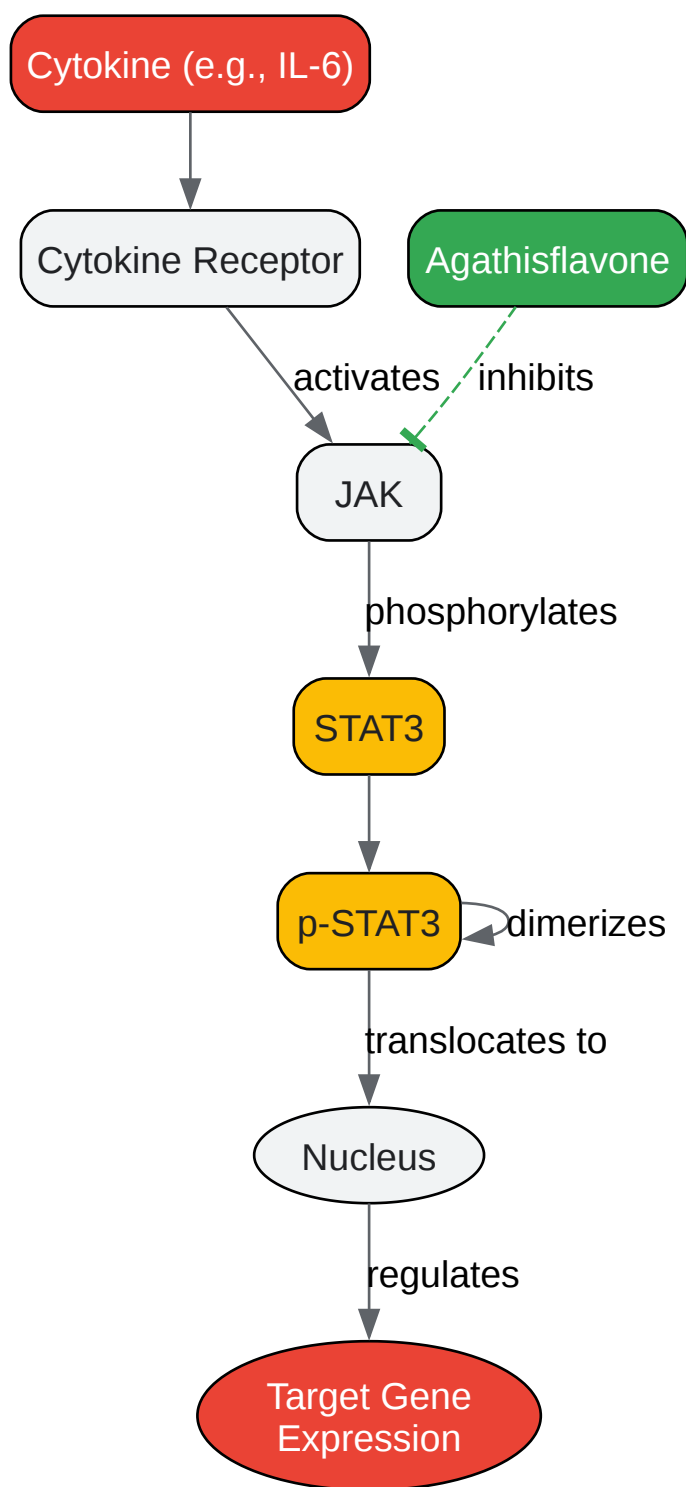 Cytokine (e.g., IL-6)
Cytokine Receptor
Agathisflavone
activates
inhibits
JAK
phosphorylates
STAT3
p-STAT3
dimerizes
translocates to
Nucleus
regulates
Target Gene
Expression